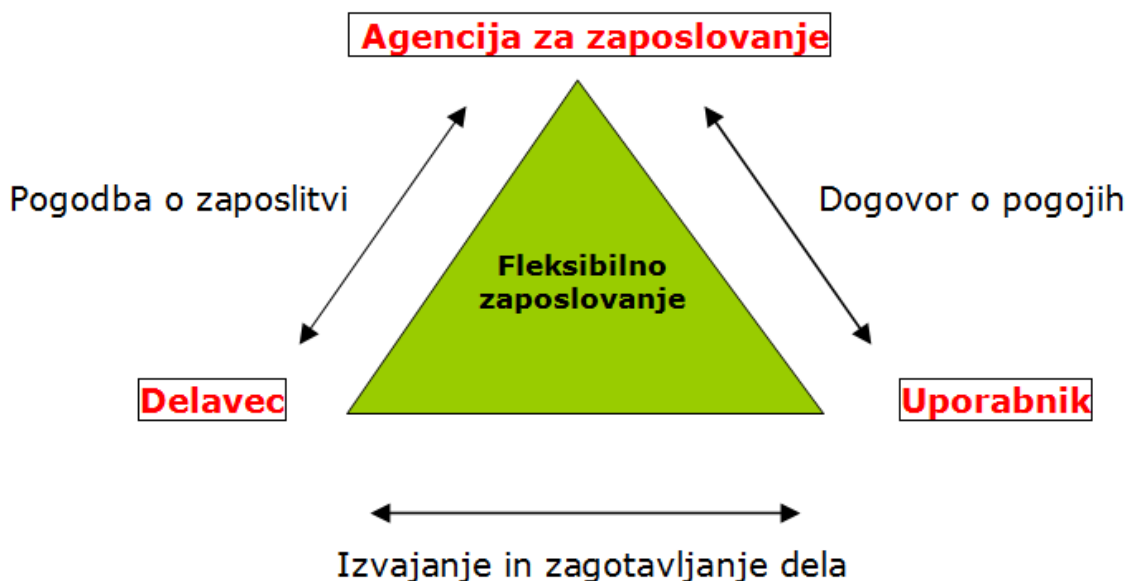 Agencija za zaposlovanje
Pogodba o zaposlitvi
Dogovor o pogojih
Fleksibilno
zaposlovanje
Delavec
Uporabnik
Izvajanje in zagotavljanje dela